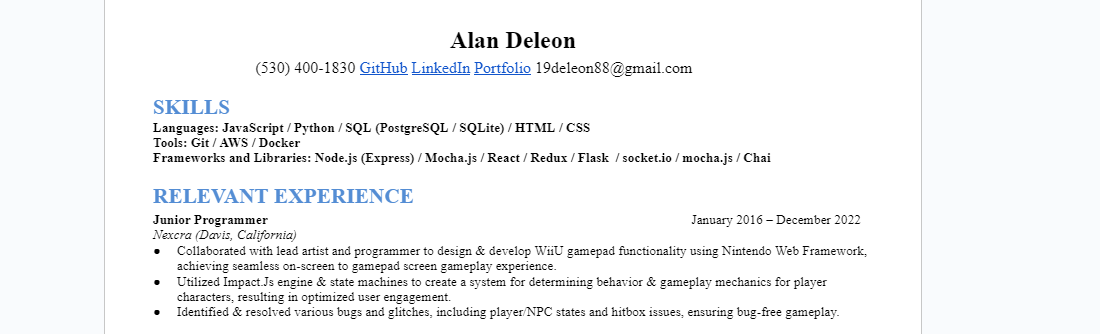 Alan Deleon
(530) 400-1830 GitHub LinkedIn Portfolio 19deleon88@gmail.com
SKILLS
Languages: JavaScript / Python / SQL (PostgreSQL / SQLite) / HTML / CSS
Tools: Git / AWS / Docker
Frameworks and Libraries: Node.js (Express) / Mocha.js / React / Redux / Flask / socket.io / mocha.js / Chai
RELEVANT EXPERIENCE
Junior Programmer January 2016 – December 2022
Nexcra (Davis, California)
● Collaborated with lead artist and programmer to design & develop WiiU gamepad functionality using Nintendo Web Framework,
achieving seamless on-screen to gamepad screen gameplay experience.
● Utilized Impact.Js engine & state machines to create a system for determining behavior & gameplay mechanics for player
characters, resulting in optimized user engagement.
● Identified & resolved various bugs and glitches, including player/NPC states and hitbox issues, ensuring bug-free gameplay.